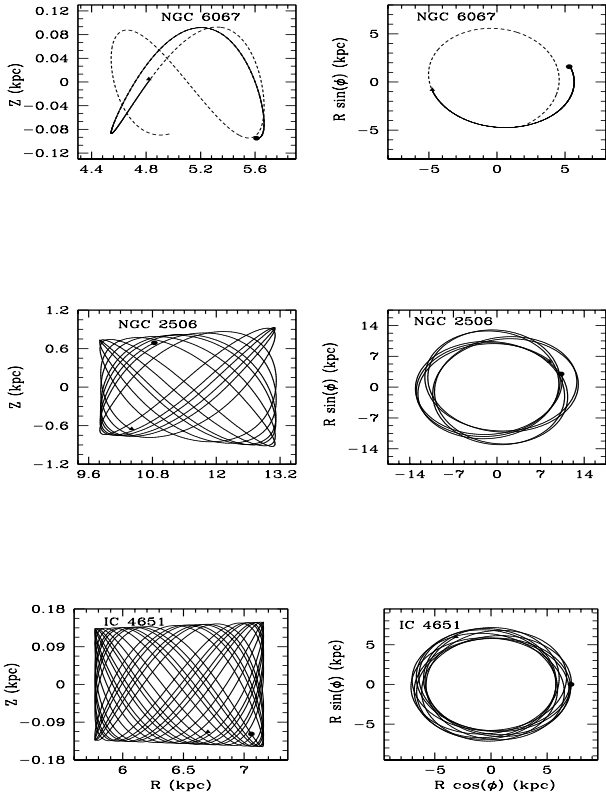 NGC 6067
0.12
0.08
0.04
0
−0.04
−0.08
−0.12
Z (kpc)
4.4 4.8 5.2 5.6
NGC 6067
5
0
−5
R sin(ϕ) (kpc)
−5 0 5
NGC 2506
1.2
0.6
0
−0.6
−1.2
Z (kpc)
9.6 10.8 12 13.2
NGC 2506
14
7
0
−7
−14
R sin(ϕ) (kpc)
−14 −7 0 7 14
IC 4651
0.18
0.09
0
−0.09
−0.18
Z (kpc)
6 6.5 7
R (kpc)
IC 4651
5
0
−5
R sin(ϕ) (kpc)
−5 0 5
R cos(ϕ) (kpc)